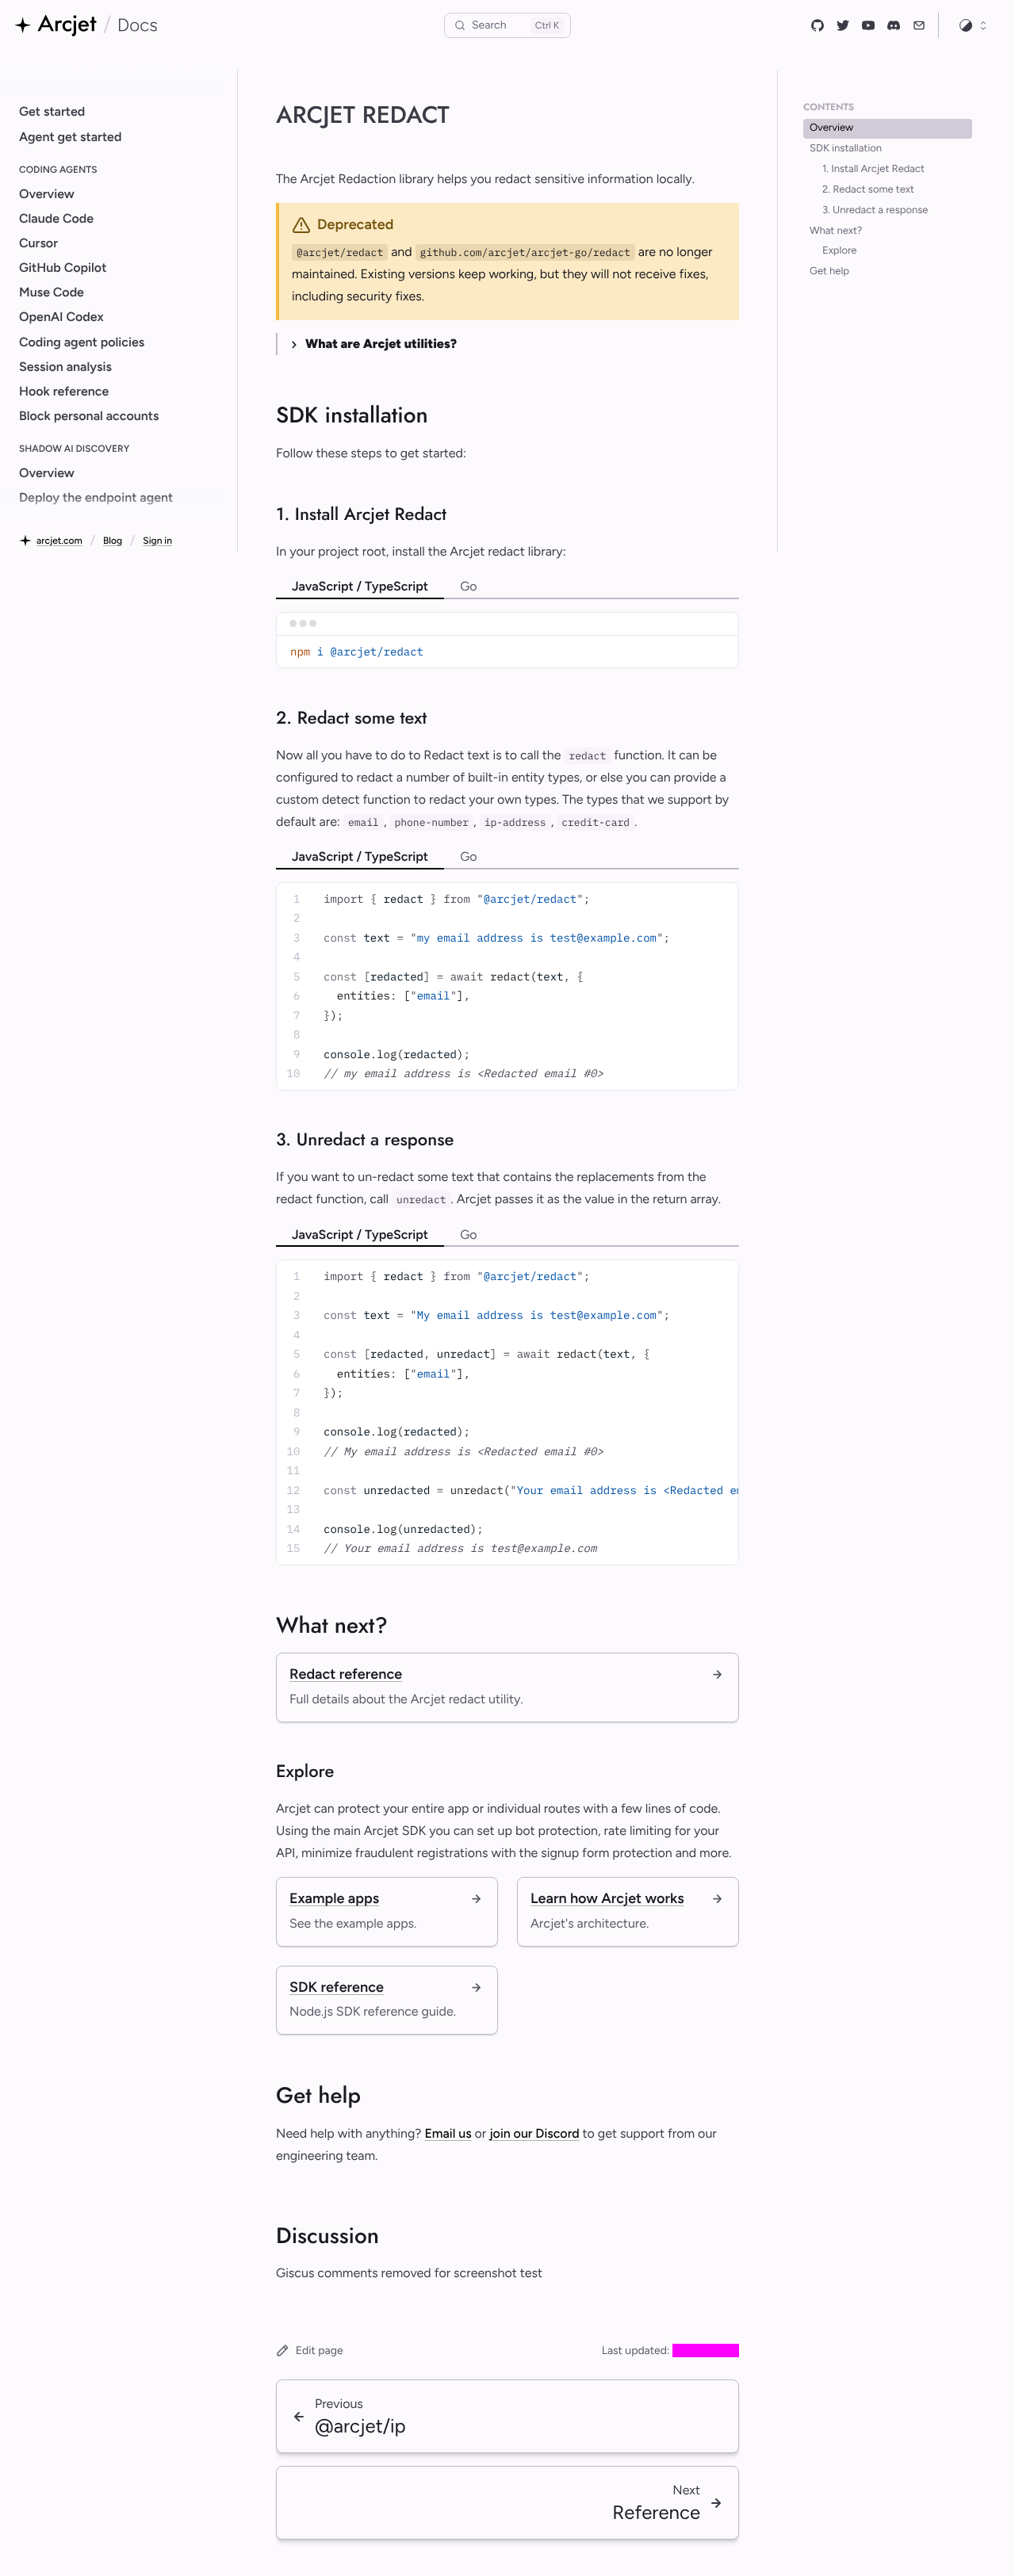 Arcjet / Docs
Search Ctrl K
Get started
Agent get started
CODING AGENTS
Overview
Claude Code
Cursor
GitHub Copilot
Muse Code
OpenAI Codex
Coding agent policies
Session analysis
Hook reference
Block personal accounts
SHADOW AI DISCOVERY
Overview
Deploy the endpoint agent
arcjet.com / Blog / Sign in
ARCJET REDACT
The Arcjet Redaction library helps you redact sensitive information locally.
Deprecated
@arcjet/redact and github.com/arcjet/arcjet-go/redact are no longer
maintained. Existing versions keep working, but they will not receive fixes,
including security fixes.
What are Arcjet utilities?
SDK installation
Follow these steps to get started:
1. Install Arcjet Redact
In your project root, install the Arcjet redact library:
JavaScript / TypeScript Go
npm i @arcjet/redact
2. Redact some text
Now all you have to do to Redact text is to call the redact function. It can be
configured to redact a number of built-in entity types, or else you can provide a
custom detect function to redact your own types. The types that we support by
default are: email, phone-number, ip-address, credit-card.
JavaScript / TypeScript Go
1 import { redact } from "@arcjet/redact";
2
3 const text = "my email address is test@example.com";
4
5 const [redacted] = await redact(text, {
6 entities: ["email"],
7 });
8
9 console.log(redacted);
10 // my email address is <Redacted email #0>
3. Unredact a response
If you want to un-redact some text that contains the replacements from the
redact function, call unredact. Arcjet passes it as the value in the return array.
JavaScript / TypeScript Go
1 import { redact } from "@arcjet/redact";
2
3 const text = "My email address is test@example.com";
4
5 const [redacted, unredact] = await redact(text, {
6 entities: ["email"],
7 });
8
9 console.log(redacted);
10 // My email address is <Redacted email #0>
11
12 const unredacted = unredact("Your email address is <Redacted
13
14 console.log(unredacted);
15 // Your email address is test@example.com
What next?
Redact reference
Full details about the Arcjet redact utility.
Explore
Arcjet can protect your entire app or individual routes with a few lines of code.
Using the main Arcjet SDK you can set up bot protection, rate limiting for your
API, minimize fraudulent registrations with the signup form protection and more.
Example apps
See the example apps.
Learn how Arcjet works
Arcjet's architecture.
SDK reference
Node.js SDK reference guide.
Get help
Need help with anything? Email us or join our Discord to get support from our
engineering team.
Discussion
Giscus comments removed for screenshot test
Edit page
Last updated:
Previous
@arcjet/ip
Next
Reference
CONTENTS
Overview
SDK installation
1. Install Arcjet Redact
2. Redact some text
3. Unredact a response
What next?
Explore
Get help